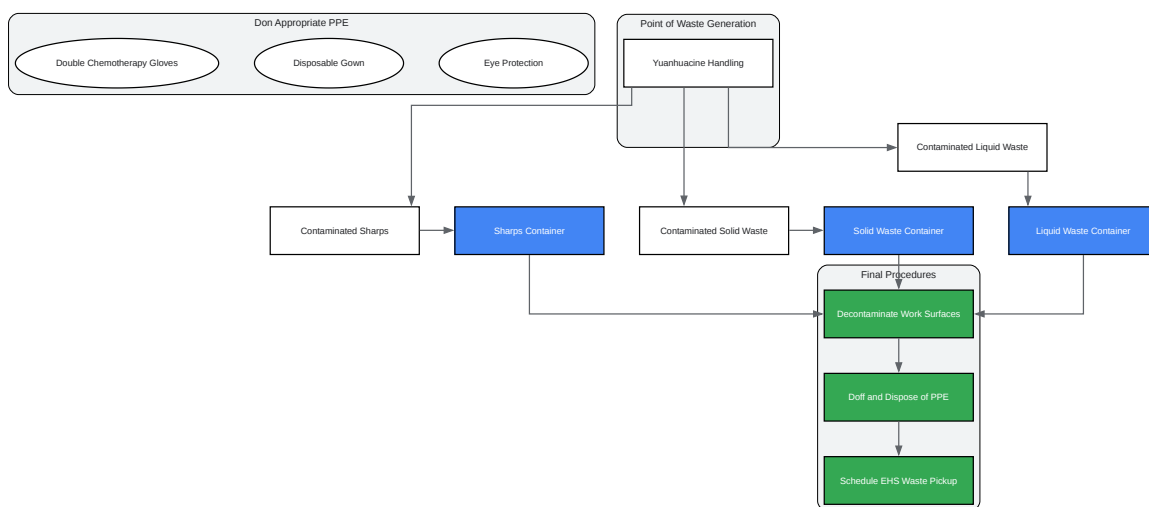 Don Appropriate PPE
Double Chemotherapy Gloves
Disposable Gown
Eye Protection
Point of Waste Generation
Yuanhuacine Handling
Contaminated Liquid Waste
Contaminated Sharps
Sharps Container
Contaminated Solid Waste
Solid Waste Container
Liquid Waste Container
Final Procedures
Decontaminate Work Surfaces
Doff and Dispose of PPE
Schedule EHS Waste Pickup